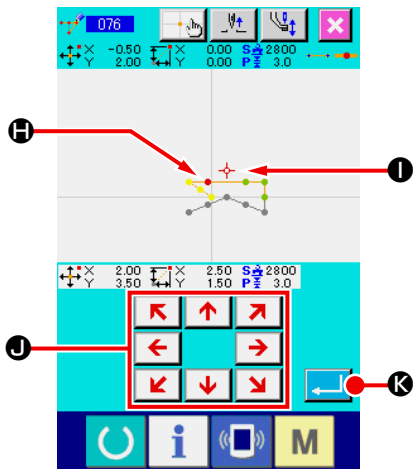 076
X -0.50 X 0.00 S 2800
Y 2.00 Y 0.00 P 3.0
H
I
X 2.00 X 2.50 S 2800
Y 3.50 Y 1.50 P 3.0
J
K
i M